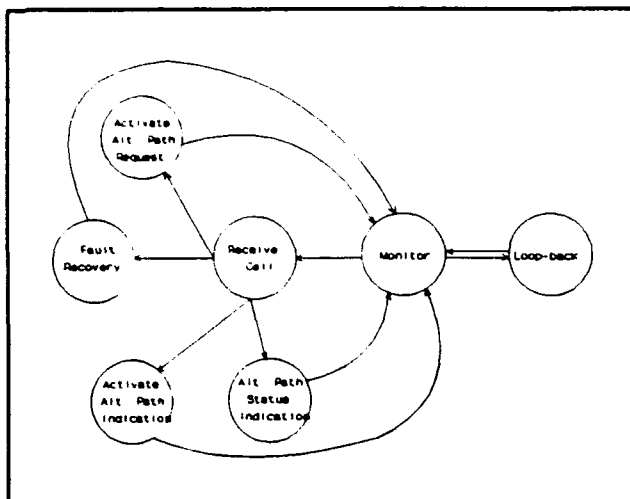 Activate
Alt Path
Request
Fault
Recovery
Receive
Cell
Monitor
Loop-back
Activate
Alt Path
Indication
Alt Path
Status
Indication